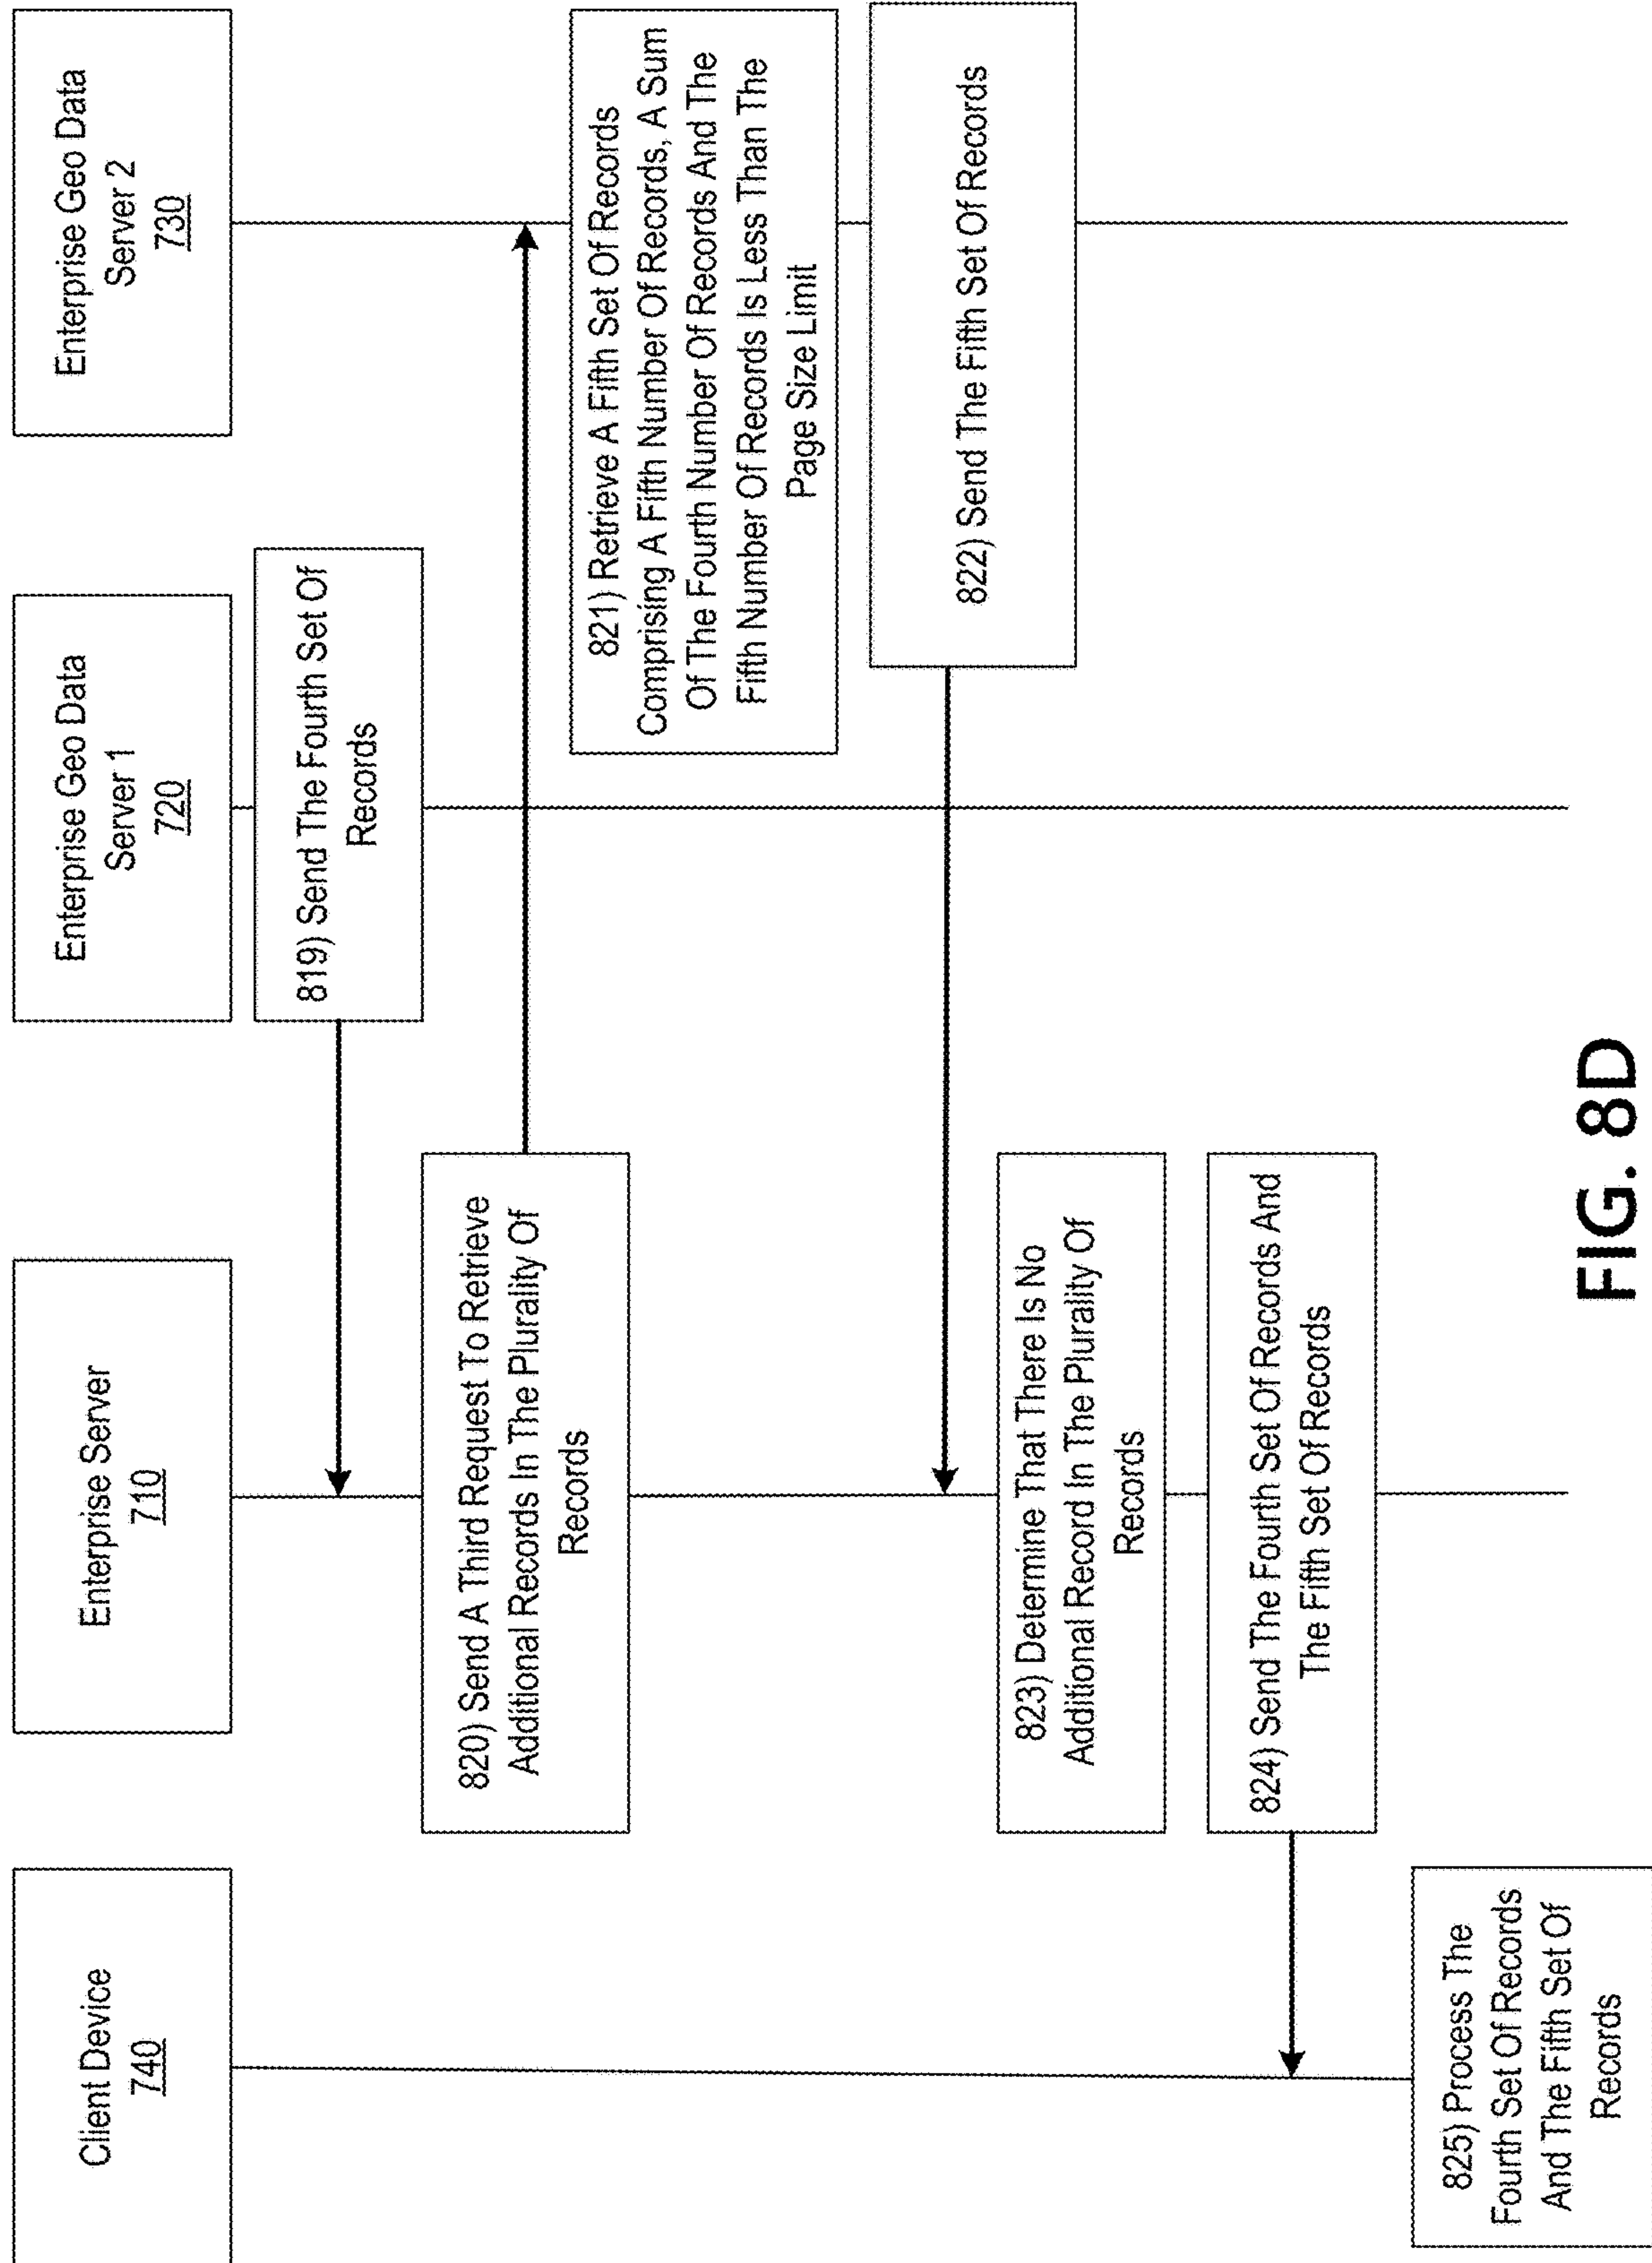 Client Device
740
Enterprise Server
710
Enterprise Geo Data
Server 1
720
Enterprise Geo Data
Server 2
730
819) Send The Fourth Set Of
Records
820) Send A Third Request To Retrieve
Additional Records In The Plurality Of
Records
821) Retrieve A Fifth Set Of Records
Comprising A Fifth Number Of Records, A Sum
Of The Fourth Number Of Records And The
Fifth Number Of Records Is Less Than The
Page Size Limit
822) Send The Fifth Set Of Records
823) Determine That There Is No
Additional Record In The Plurality Of
Records
824) Send The Fourth Set Of Records And
The Fifth Set Of Records
825) Process The
Fourth Set Of Records
And The Fifth Set Of
Records
FIG. 8D